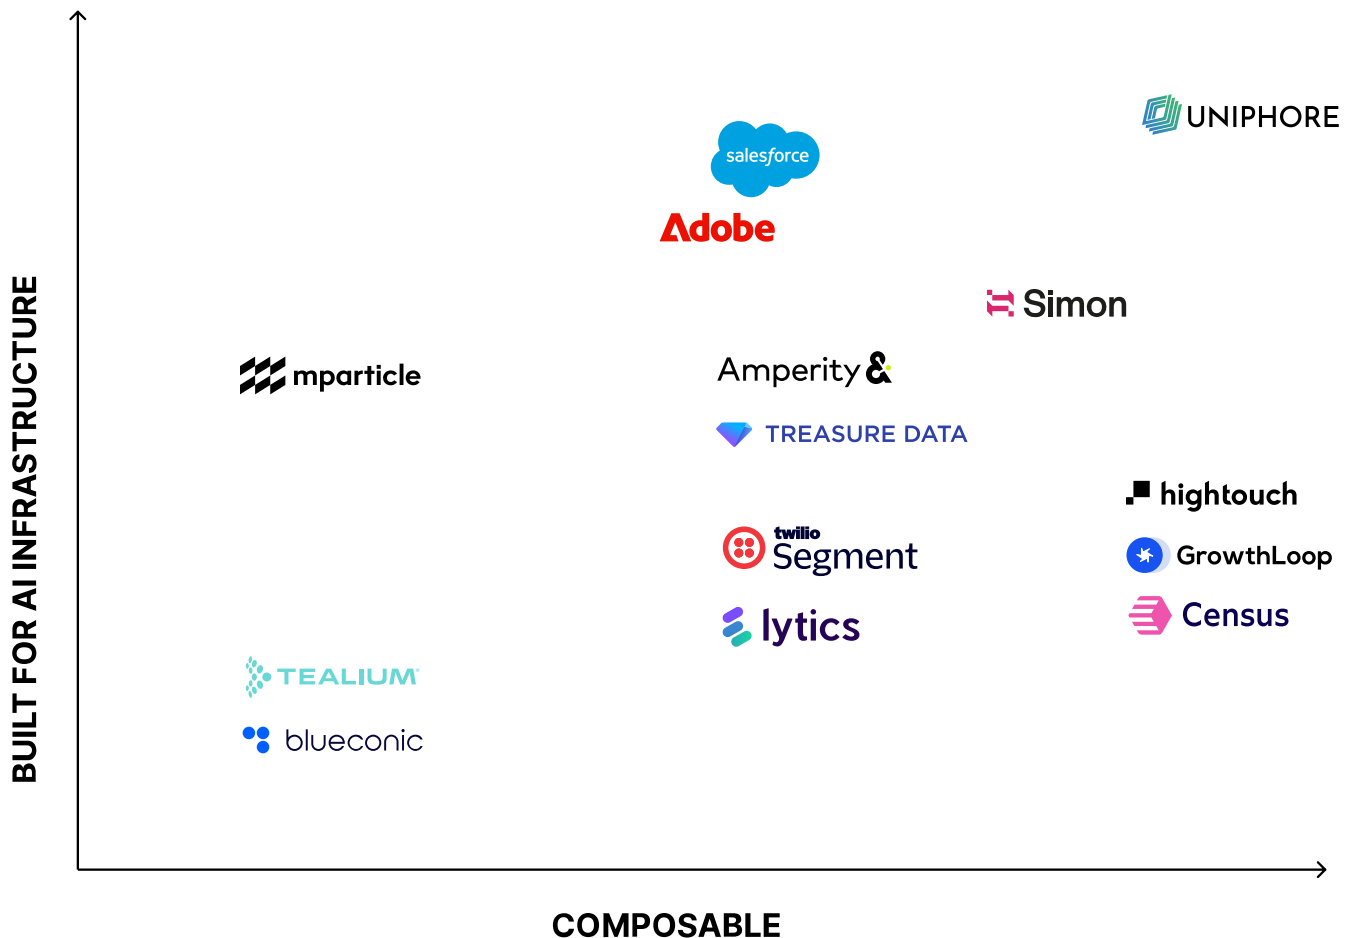 UNIPHORE
salesforce
Adobe
Simon
Amperity &
mparticle
TREASURE DATA
hightouch
twilio
Segment
GrowthLoop
lytics
Census
TEALIUM
blueconic
BUILT FOR AI INFRASTRUCTURE
COMPOSABLE